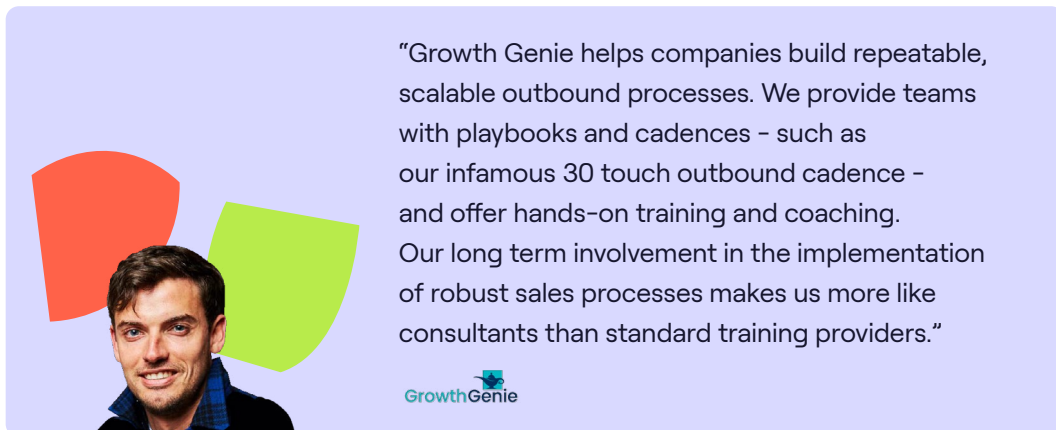 “Growth Genie helps companies build repeatable,
scalable outbound processes. We provide teams
with playbooks and cadences - such as
our infamous 30 touch outbound cadence -
and offer hands-on training and coaching.
Our long term involvement in the implementation
of robust sales processes makes us more like
consultants than standard training providers.”
GrowthGenie